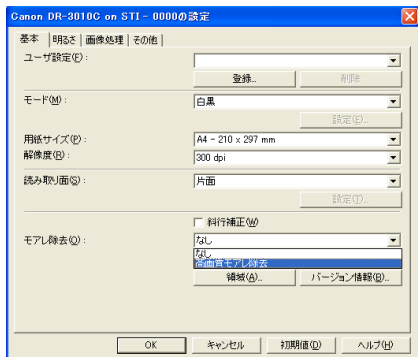 Canon DR-3010C on STI - 0000の設定
基本 明るさ 画像処理 その他
ユーザ設定(F):
登録... 削除
モード(M): 白黒
設定(E)...
用紙サイズ(P): A4 - 210 x 297 mm
解像度(R): 300 dpi
読み取り面(S): 片面
設定(T)...
斜行補正(W)
モアレ除去(O): なし
なし
高画質モアレ除去
領域(A)... バージョン情報(B)...
OK キャンセル 初期値(D) ヘルプ(H)